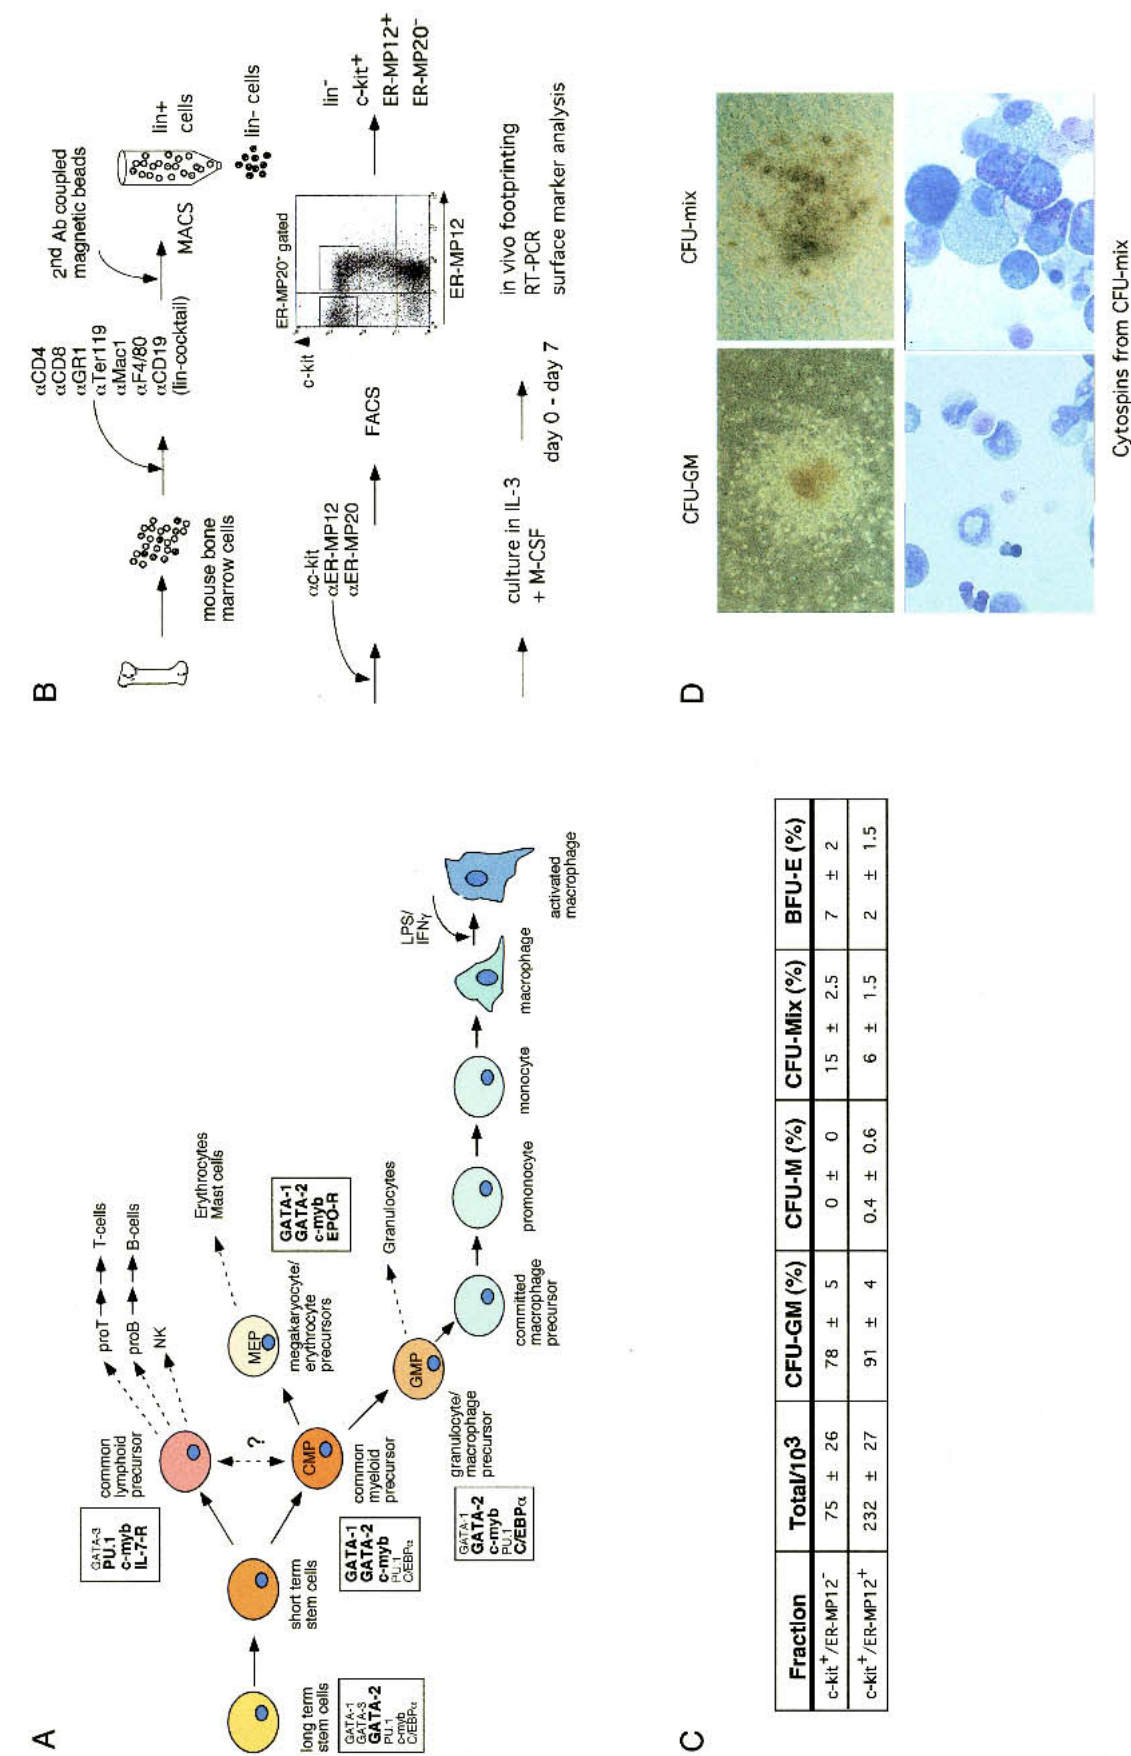 A
long term
stem cells
GATA-1
GATA-3
GATA-2
PU.1
c-myb
C/EBPα
short term
stem cells
GATA-3
PU.1
c-myb
IL-7-R
common
lymphoid
precursor
proT
T-cells
proB
B-cells
NK
?
CMP
common
myeloid
precursor
GATA-1
GATA-2
c-myb
PU.1
C/EBPα
MEP
megakaryocyte/
erythrocyte
precursors
Erythrocytes
Mast cells
GATA-1
GATA-2
c-myb
EPO-R
GMP
granulocyte/
macrophage
precursor
GATA-1
GATA-2
c-myb
PU.1
C/EBPα
Granulocytes
committed
macrophage
precursor
promonocyte
monocyte
macrophage
LPS/
IFNγ
activated
macrophage
B
mouse bone
marrow cells
αCD4
αCD8
αGR1
αTer119
αMac1
αF4/80
αCD19
(lin-cocktail)
2nd Ab coupled
magnetic beads
MACS
lin+
cells
lin- cells
αc-kit
αER-MP12
αER-MP20
FACS
c-kit
ER-MP20- gated
ER-MP12
lin-
c-kit+
ER-MP12+
ER-MP20-
culture in IL-3
+ M-CSF
day 0 - day 7
in vivo footprinting
RT-PCR
surface marker analysis
C
Fraction Total/10³ CFU-GM (%) CFU-M (%) CFU-Mix (%) BFU-E (%)
c-kit+/ER-MP12- 75 ± 26 78 ± 5 0 ± 0 15 ± 2.5 7 ± 2
c-kit+/ER-MP12+ 232 ± 27 91 ± 4 0.4 ± 0.6 6 ± 1.5 2 ± 1.5
D
CFU-GM
CFU-mix
Cytospins from CFU-mix